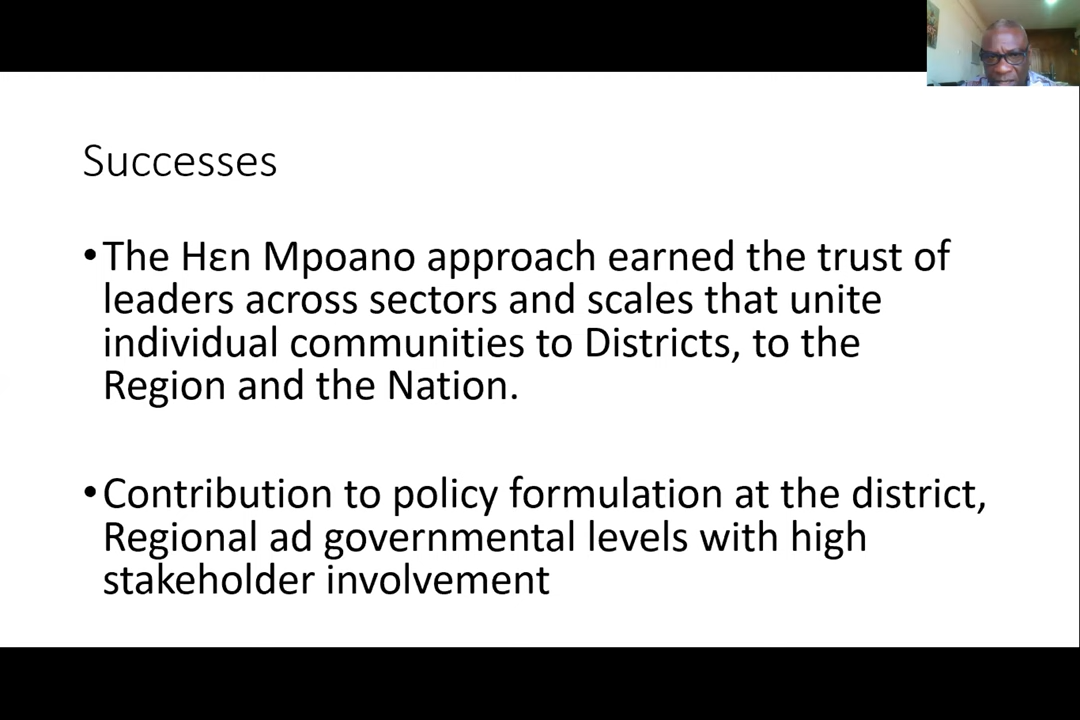 Successes
•The Hɛn Mpoano approach earned the trust of
leaders across sectors and scales that unite
individual communities to Districts, to the
Region and the Nation.
•Contribution to policy formulation at the district,
Regional ad governmental levels with high
stakeholder involvement